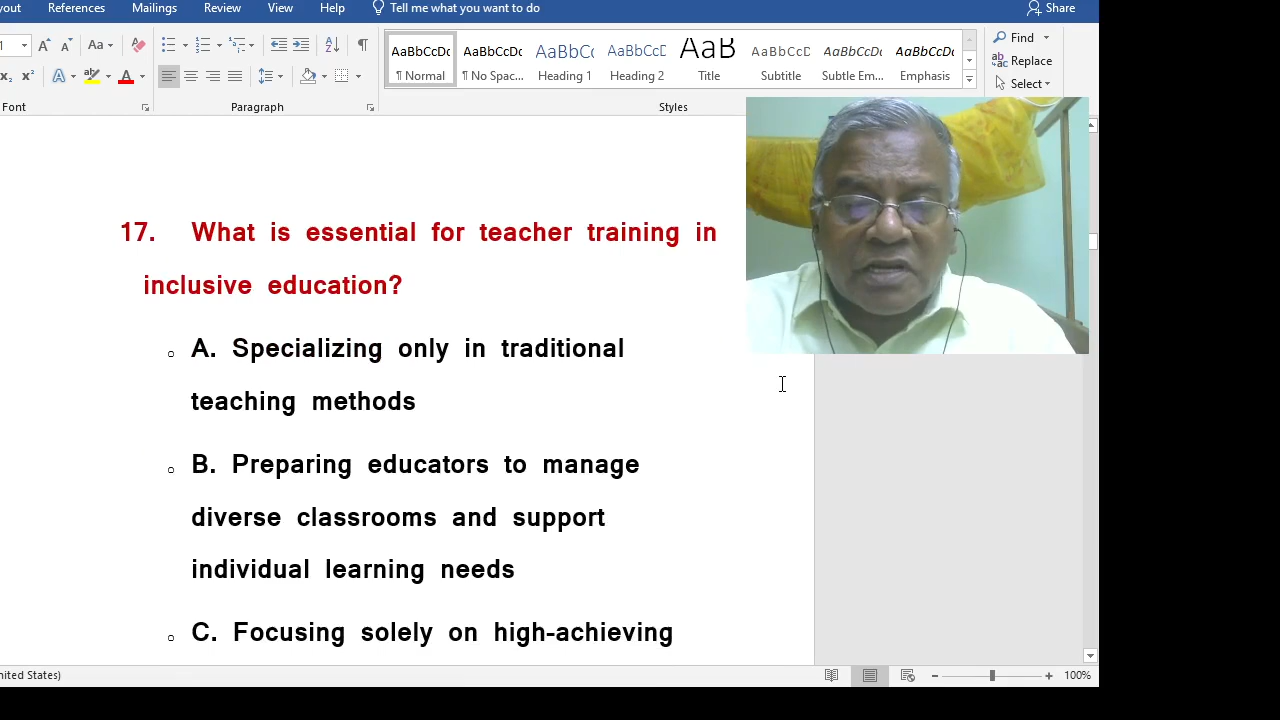 yout References Mailings Review View Help Tell me what you want to do Share
Aa Find
AaBbCcDc AaBbCcDc AaBbCc AaBbCcD AaB AaBbCcD AaBbCcDc AaBbCcDc
Replace
¶ Normal ¶ No Spac... Heading 1 Heading 2 Title Subtitle Subtle Em... Emphasis
Select
Font Paragraph Styles
17. What is essential for teacher training in
inclusive education?
A. Specializing only in traditional
teaching methods
B. Preparing educators to manage
diverse classrooms and support
individual learning needs
C. Focusing solely on high-achieving
nited States) 100%